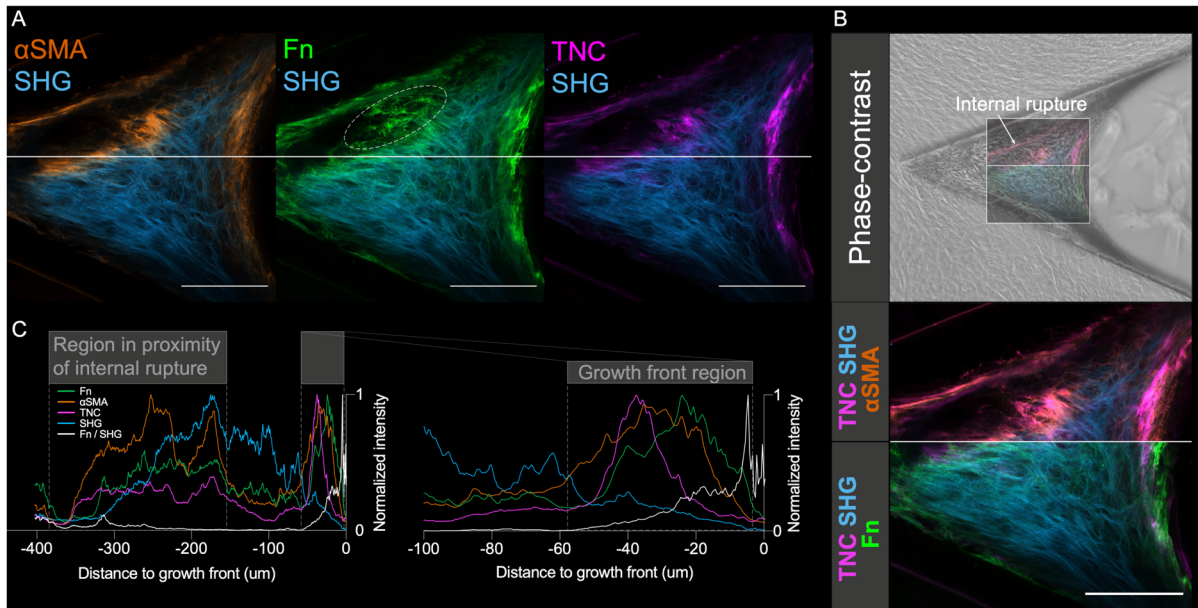 A
αSMA
SHG
Fn
SHG
TNC
SHG
B
Phase-contrast
Internal rupture
TNC SHG
αSMA
TNC SHG
Fn
C
Region in proximity
of internal rupture
Fn
αSMA
TNC
SHG
Fn / SHG
1
Normalized intensity
0
-400
-300
-200
-100
0
Distance to growth front (um)
Growth front region
1
Normalized intensity
0
-100
-80
-60
-40
-20
0
Distance to growth front (um)